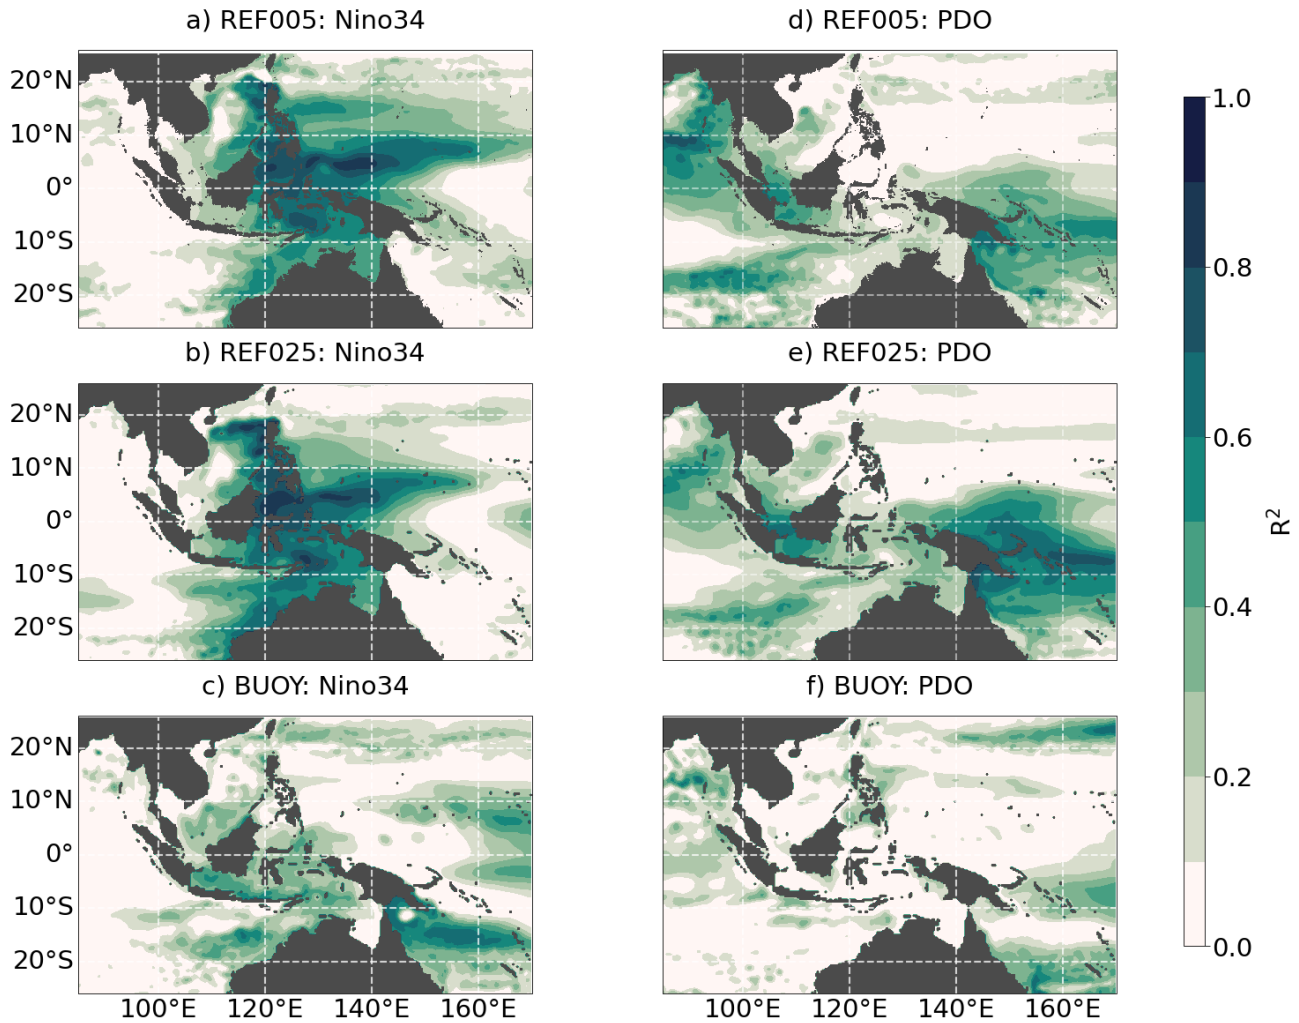 a) REF005: Nino34
d) REF005: PDO
20°N
10°N
0°
10°S
20°S
b) REF025: Nino34
e) REF025: PDO
20°N
10°N
0°
10°S
20°S
c) BUOY: Nino34
f) BUOY: PDO
20°N
10°N
0°
10°S
20°S
100°E 120°E 140°E 160°E
100°E 120°E 140°E 160°E
1.0
0.8
0.6
0.4
0.2
0.0
R²